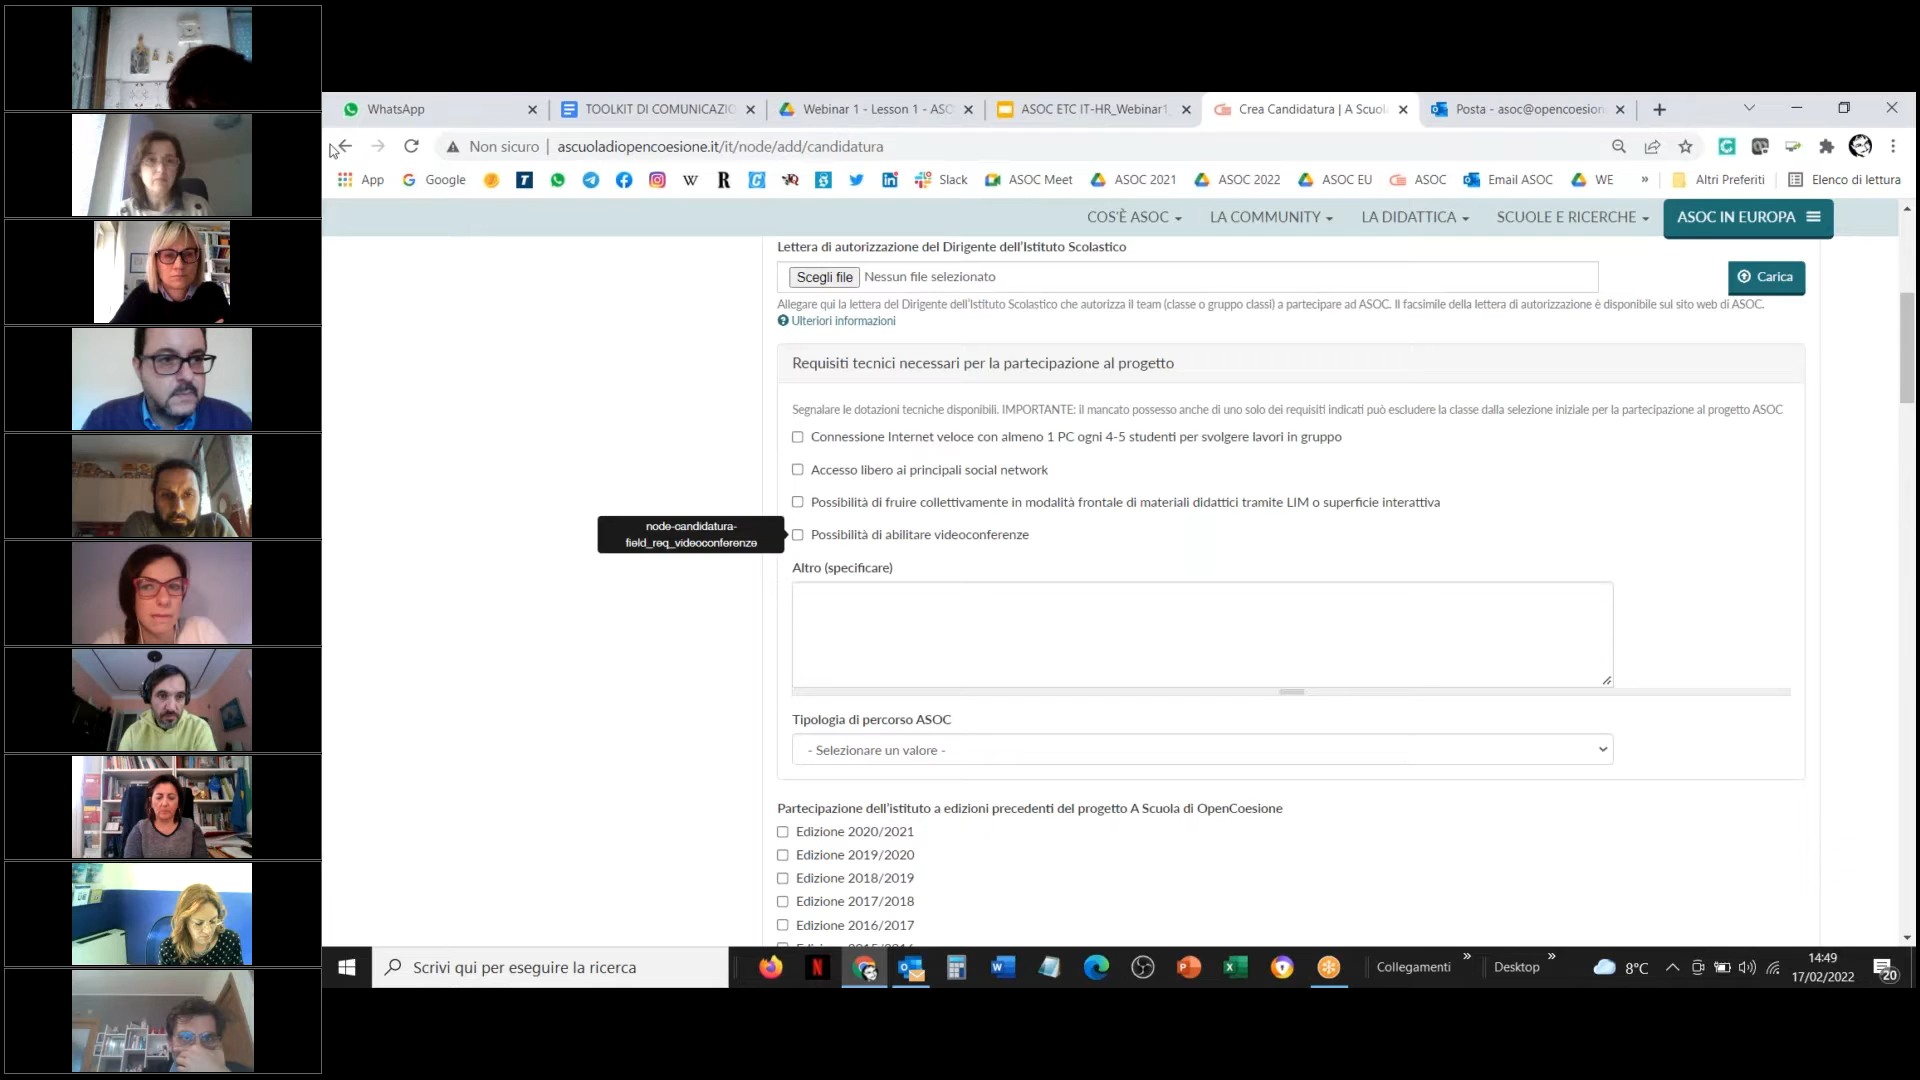 WhatsApp
TOOLKIT DI COMUNICAZIO
Webinar 1 - Lesson 1 - ASO
ASOC ETC IT-HR_Webinar1_
Crea Candidatura | A Scuol
Posta - asoc@opencoesion
Non sicuro | ascuoladiopencoesione.it/it/node/add/candidatura
App
Google
Slack
ASOC Meet
ASOC 2021
ASOC 2022
ASOC EU
ASOC
Email ASOC
WE
»
Altri Preferiti
Elenco di lettura
COS'È ASOC
LA COMMUNITY
LA DIDATTICA
SCUOLE E RICERCHE
ASOC IN EUROPA
Lettera di autorizzazione del Dirigente dell'Istituto Scolastico
Scegli file Nessun file selezionato
Carica
Allegare qui la lettera del Dirigente dell'Istituto Scolastico che autorizza il team (classe o gruppo classi) a partecipare ad ASOC. Il facsimile della lettera di autorizzazione è disponibile sul sito web di ASOC.
Ulteriori informazioni
Requisiti tecnici necessari per la partecipazione al progetto
Segnalare le dotazioni tecniche disponibili. IMPORTANTE: il mancato possesso anche di uno solo dei requisiti indicati può escludere la classe dalla selezione iniziale per la partecipazione al progetto ASOC
Connessione Internet veloce con almeno 1 PC ogni 4-5 studenti per svolgere lavori in gruppo
Accesso libero ai principali social network
Possibilità di fruire collettivamente in modalità frontale di materiali didattici tramite LIM o superficie interattiva
node-candidatura-
field_req_videoconferenze
Possibilità di abilitare videoconferenze
Altro (specificare)
Tipologia di percorso ASOC
- Selezionare un valore -
Partecipazione dell'istituto a edizioni precedenti del progetto A Scuola di OpenCoesione
Edizione 2020/2021
Edizione 2019/2020
Edizione 2018/2019
Edizione 2017/2018
Edizione 2016/2017
Edizione 2015/2016
Scrivi qui per eseguire la ricerca
Collegamenti »
Desktop »
8°C
14:49
17/02/2022
20